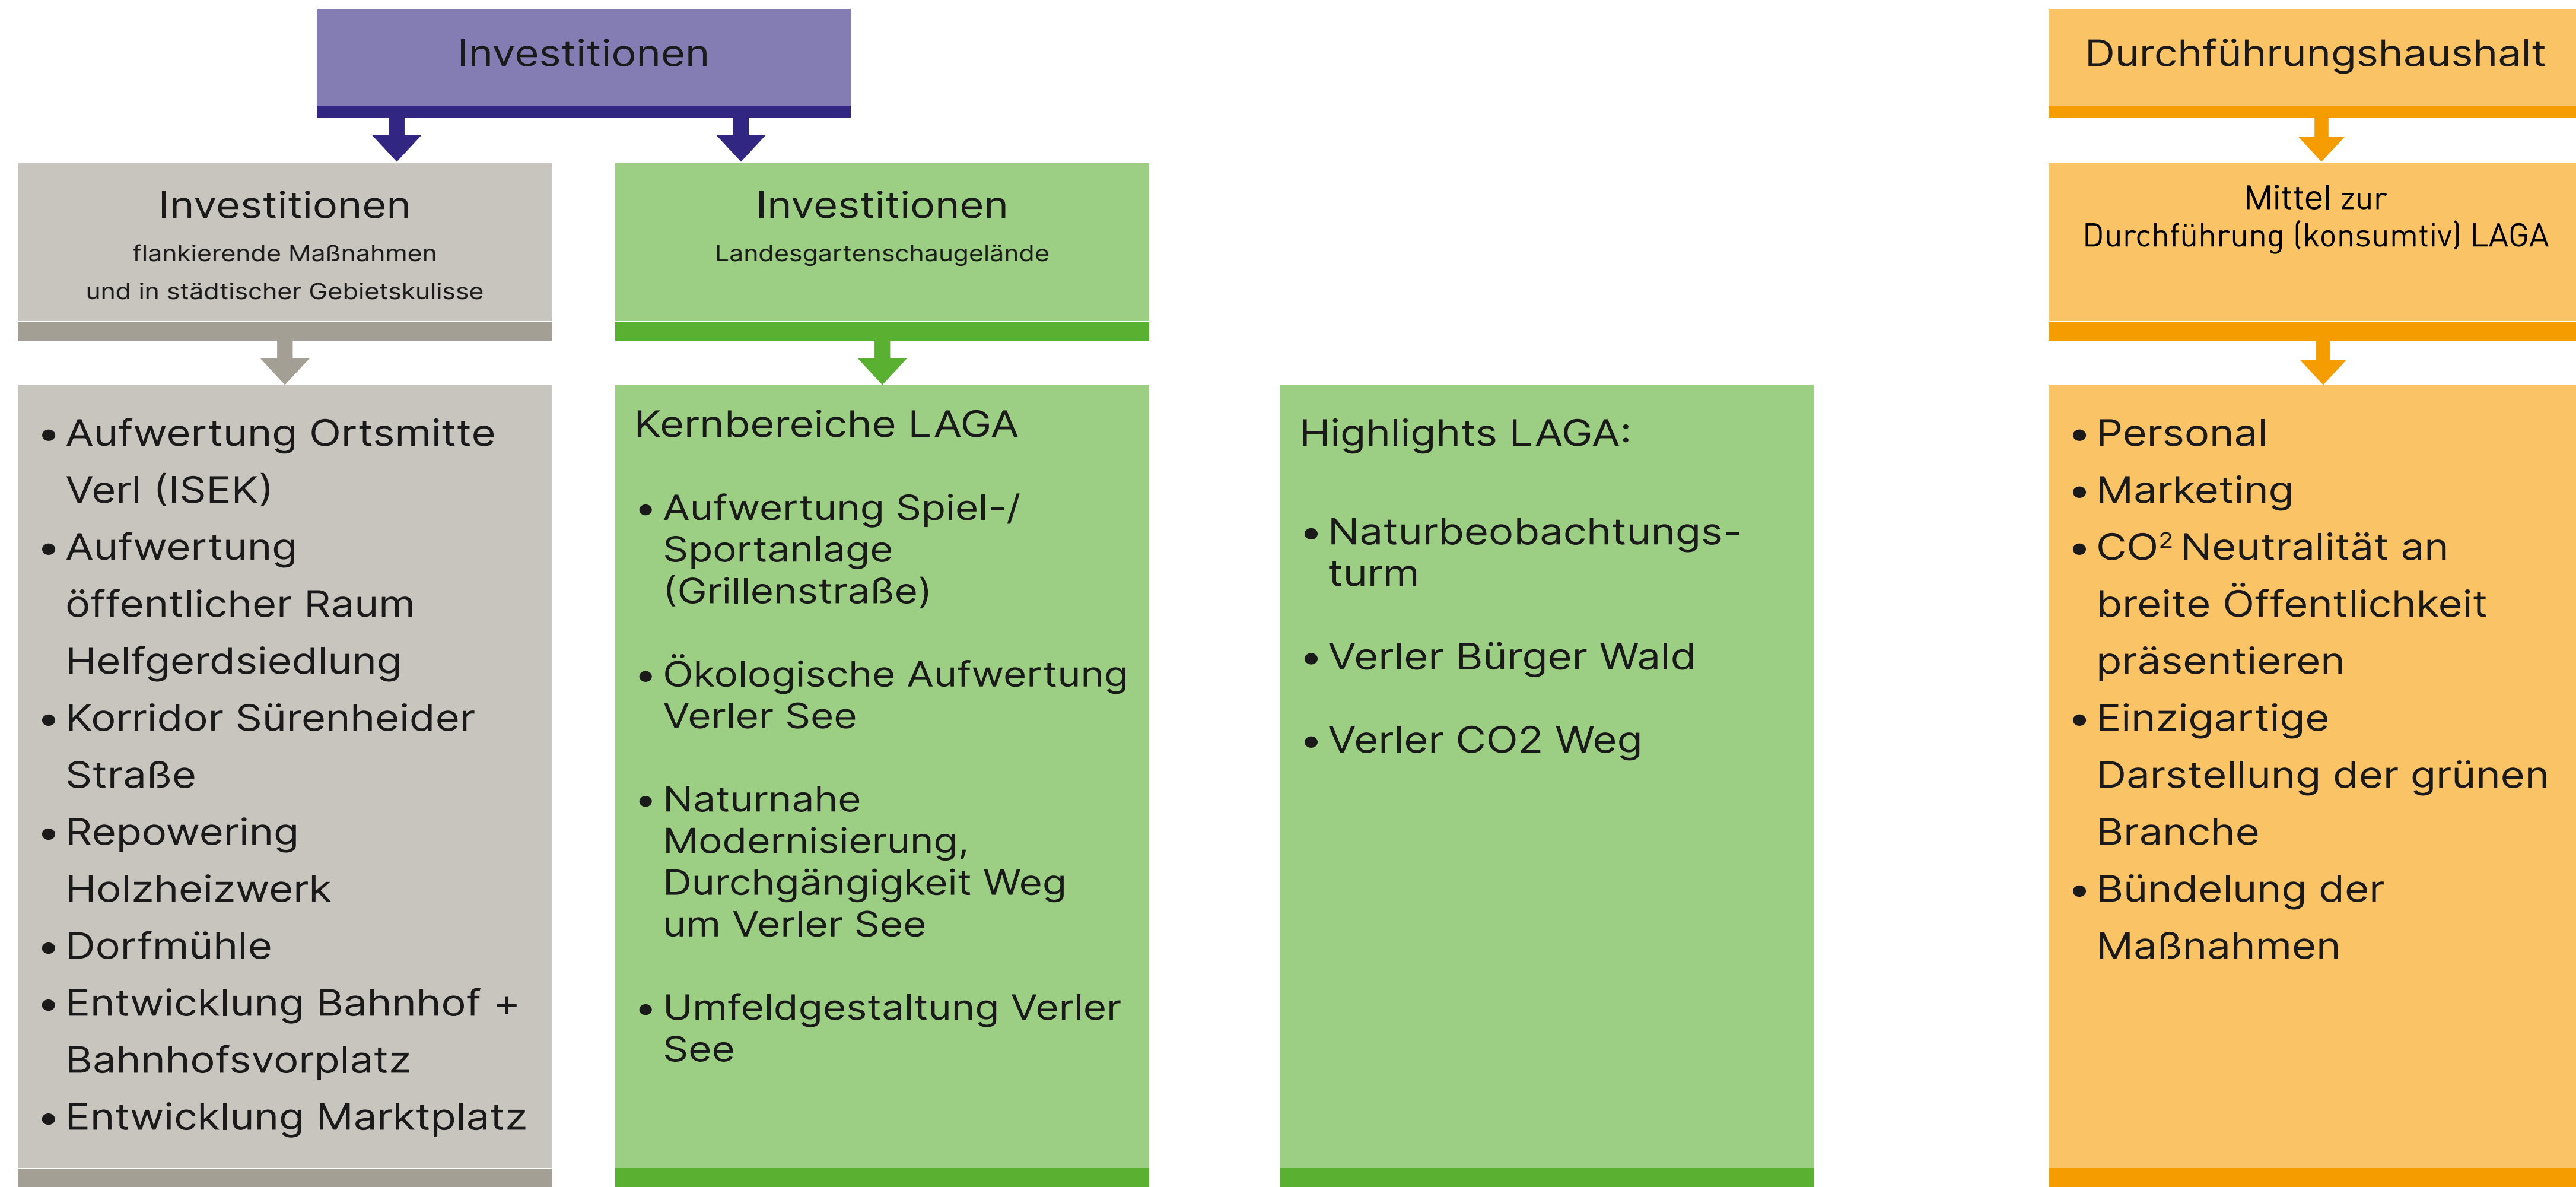 Investitionen
Durchführungshaushalt
Investitionen
flankierende Maßnahmen
und in städtischer Gebietskulisse
Investitionen
Landesgartenschaugelände
Mittel zur
Durchführung (konsumtiv) LAGA
• Aufwertung Ortsmitte
Verl (ISEK)
• Aufwertung
öffentlicher Raum
Helfgerdsiedlung
• Korridor Sürenheider
Straße
• Repowering
Holzheizwerk
• Dorfmühle
• Entwicklung Bahnhof +
Bahnhofsvorplatz
• Entwicklung Marktplatz
Kernbereiche LAGA
• Aufwertung Spiel-/
Sportanlage
(Grillenstraße)
• Ökologische Aufwertung
Verler See
• Naturnahe
Modernisierung,
Durchgängigkeit Weg
um Verler See
• Umfeldgestaltung Verler
See
Highlights LAGA:
• Naturbeobachtungs-
turm
• Verler Bürger Wald
• Verler CO2 Weg
• Personal
• Marketing
• CO² Neutralität an
breite Öffentlichkeit
präsentieren
• Einzigartige
Darstellung der grünen
Branche
• Bündelung der
Maßnahmen